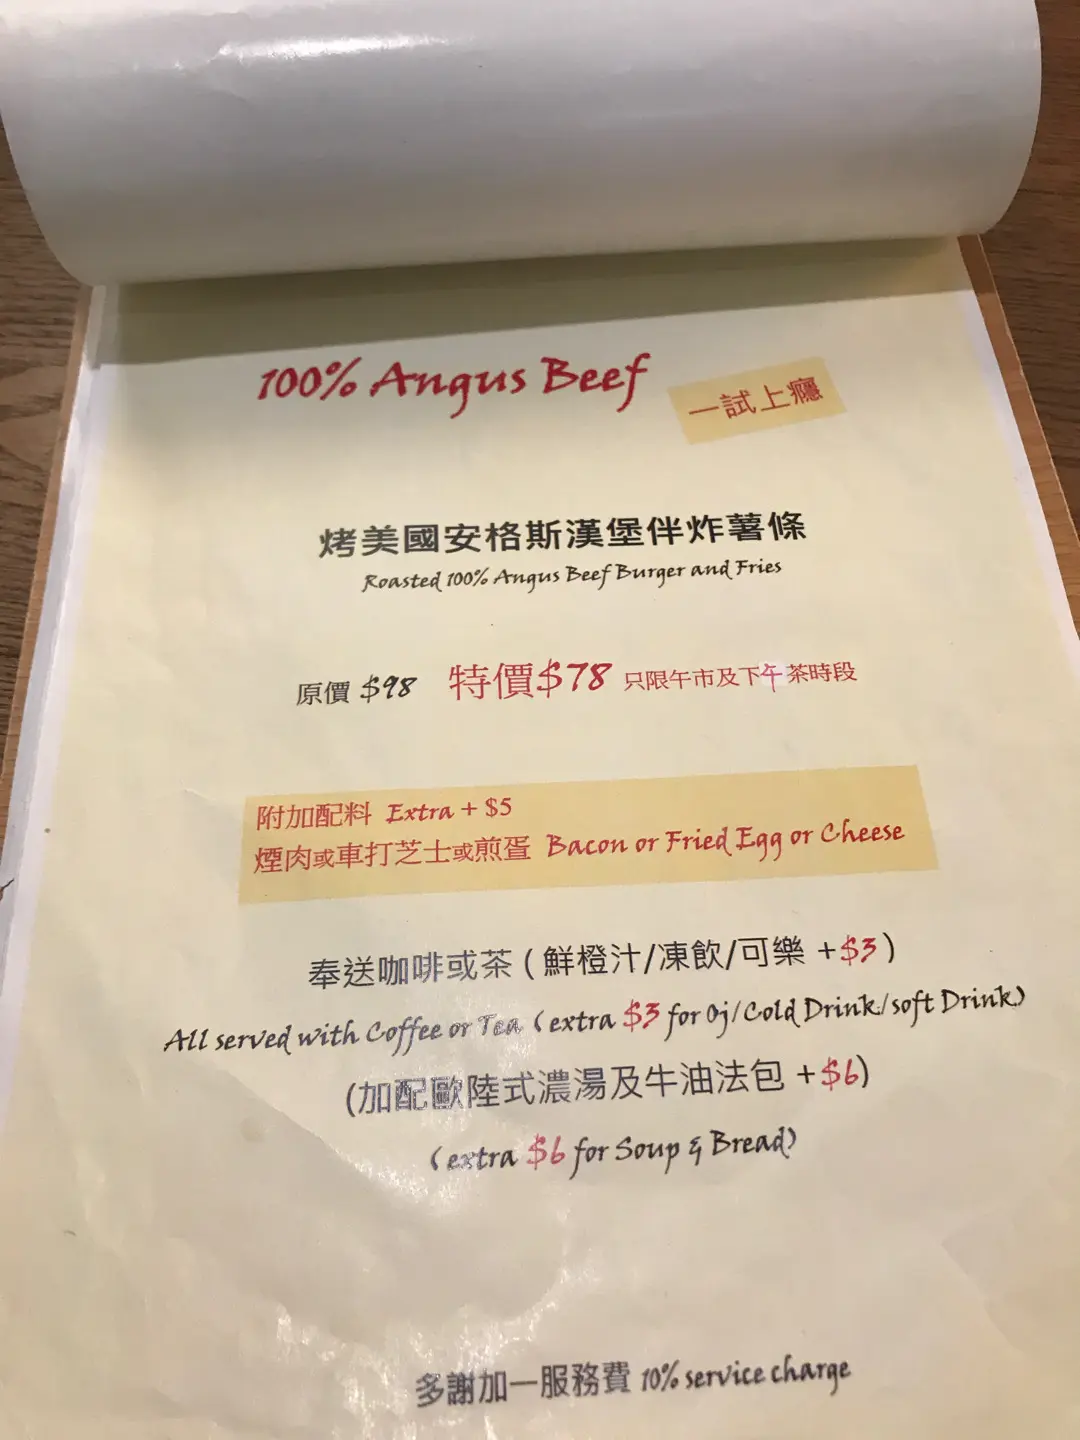 100% Angus Beef 一試上癮
烤美國安格斯漢堡伴炸薯條
Roasted 100% Angus Beef Burger and Fries
原價 $98 特價$78 只限午市及下午茶時段
附加配料 Extra + $5
煙肉或車打芝士或煎蛋 Bacon or Fried Egg or Cheese
奉送咖啡或茶 ( 鮮橙汁/凍飲/可樂 +$3 )
All served with Coffee or Tea (extra $3 for Oj/Cold Drink/soft Drink)
(加配歐陸式濃湯及牛油法包 +$6)
(extra $6 for Soup & Bread)
多謝加一服務費 10% service charge